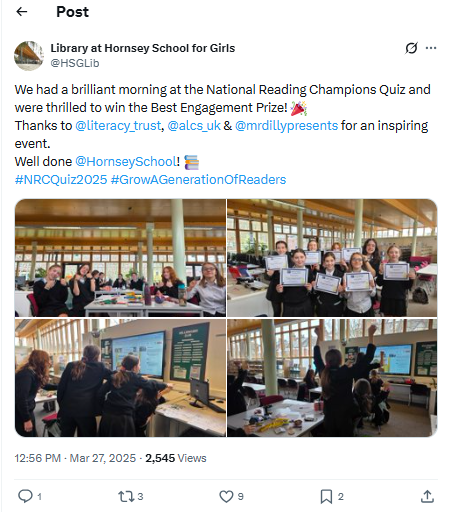 Post
Library at Hornsey School for Girls
@HSGLib
We had a brilliant morning at the National Reading Champions Quiz and
were thrilled to win the Best Engagement Prize! 🎉
Thanks to @literacy_trust, @alcs_uk & @mrdillypresents for an inspiring
event.
Well done @HornseySchool! 📚
#NRCQuiz2025 #GrowAGenerationOfReaders
12:56 PM · Mar 27, 2025 · 2,545 Views
1 3 9 2